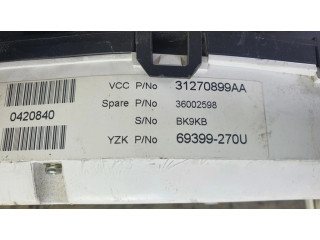 VCC P/No 31270899AA
Spare P/No 36002598
0420840
S/No BK9KB
YZK P/No 69399-270U